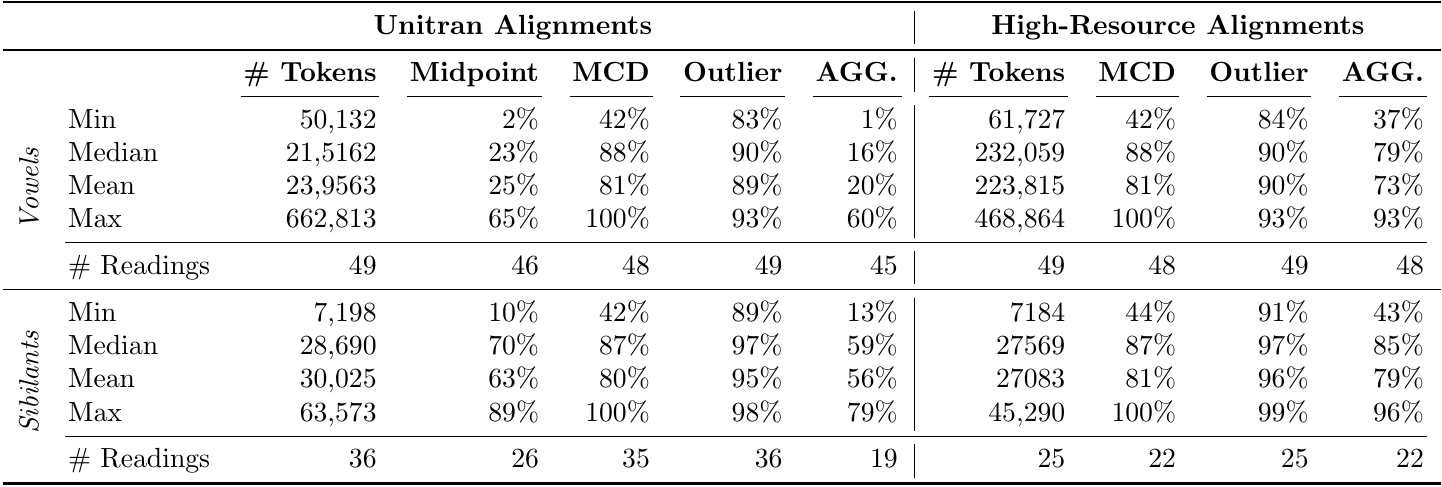 Unitran Alignments High-Resource Alignments
# Tokens Midpoint MCD Outlier AGG. # Tokens MCD Outlier AGG.
Vowels
Min 50,132 2% 42% 83% 1% 61,727 42% 84% 37%
Median 21,5162 23% 88% 90% 16% 232,059 88% 90% 79%
Mean 23,9563 25% 81% 89% 20% 223,815 81% 90% 73%
Max 662,813 65% 100% 93% 60% 468,864 100% 93% 93%
# Readings 49 46 48 49 45 49 48 49 48
Sibilants
Min 7,198 10% 42% 89% 13% 7184 44% 91% 43%
Median 28,690 70% 87% 97% 59% 27569 87% 97% 85%
Mean 30,025 63% 80% 95% 56% 27083 81% 96% 79%
Max 63,573 89% 100% 98% 79% 45,290 100% 99% 96%
# Readings 36 26 35 36 19 25 22 25 22